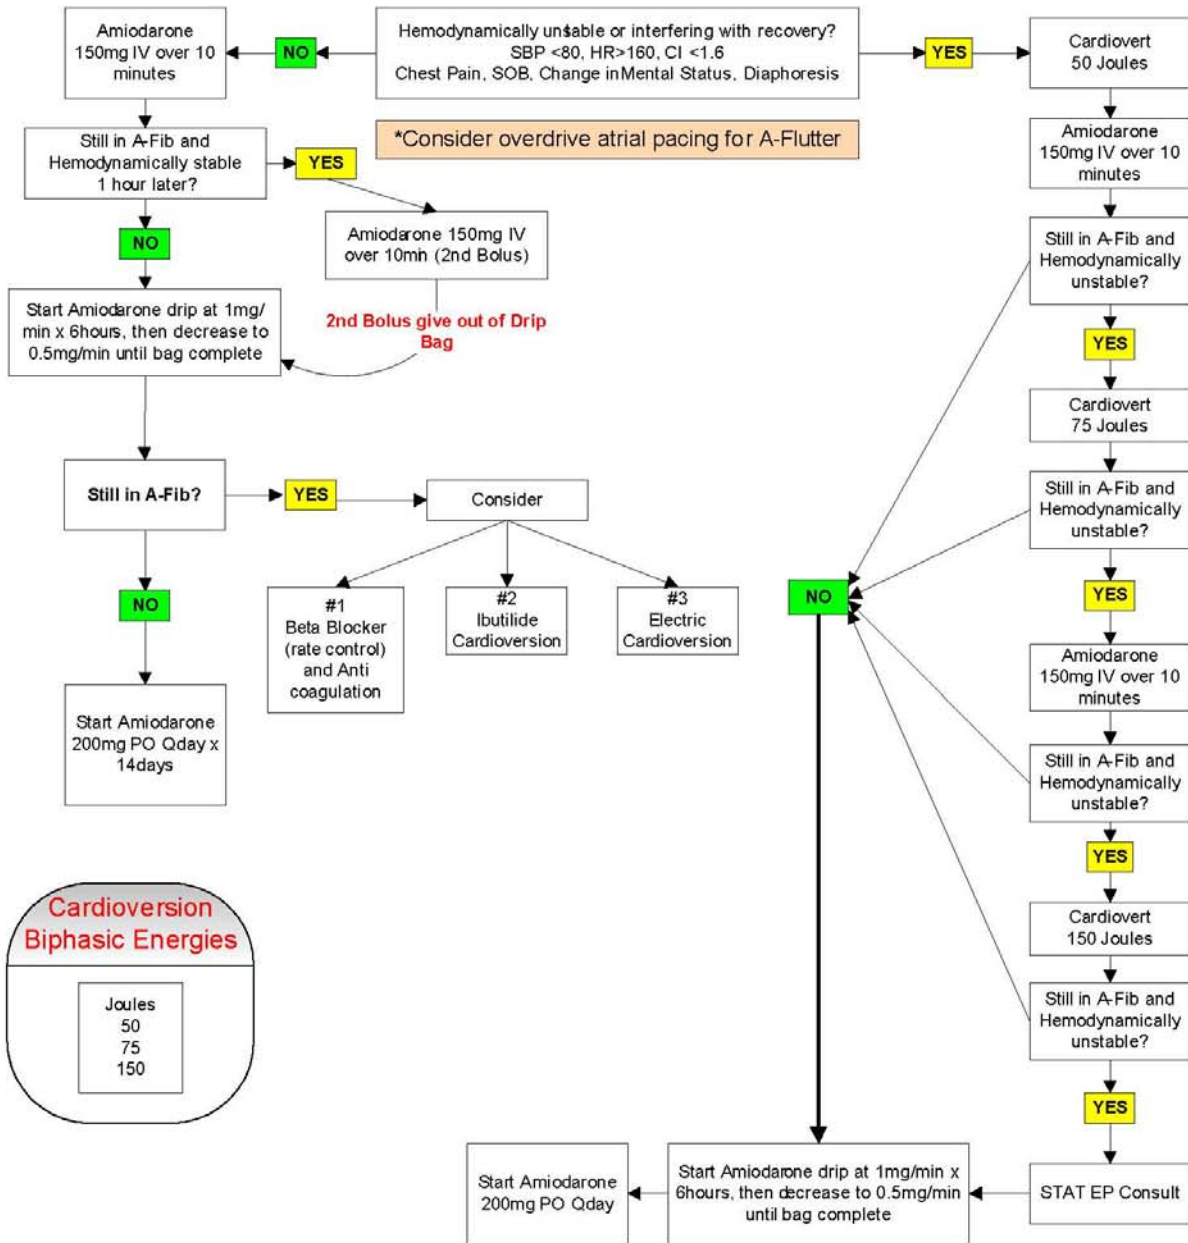 Amiodarone
150mg IV over 10
minutes
NO
Hemodynamically unstable or interfering with recovery?
SBP <80, HR>160, CI <1.6
Chest Pain, SOB, Change in Mental Status, Diaphoresis
YES
Cardiovert
50 Joules
*Consider overdrive atrial pacing for A-Flutter
Still in A-Fib and
Hemodynamically stable
1 hour later?
YES
Amiodarone 150mg IV
over 10min (2nd Bolus)
2nd Bolus give out of Drip
Bag
NO
Start Amiodarone drip at 1mg/
min x 6hours, then decrease to
0.5mg/min until bag complete
Still in A-Fib?
YES
Consider
#1
Beta Blocker
(rate control)
and Anti
coagulation
#2
Ibutilide
Cardioversion
#3
Electric
Cardioversion
NO
Start Amiodarone
200mg PO Qday x
14days
Amiodarone
150mg IV over 10
minutes
Still in A-Fib and
Hemodynamically
unstable?
YES
Cardiovert
75 Joules
Still in A-Fib and
Hemodynamically
unstable?
YES
NO
Amiodarone
150mg IV over 10
minutes
Still in A-Fib and
Hemodynamically
unstable?
YES
Cardiovert
150 Joules
Still in A-Fib and
Hemodynamically
unstable?
YES
STAT EP Consult
Start Amiodarone drip at 1mg/min x
6hours, then decrease to 0.5mg/min
until bag complete
Start Amiodarone
200mg PO Qday
Cardioversion
Biphasic Energies
Joules
50
75
150